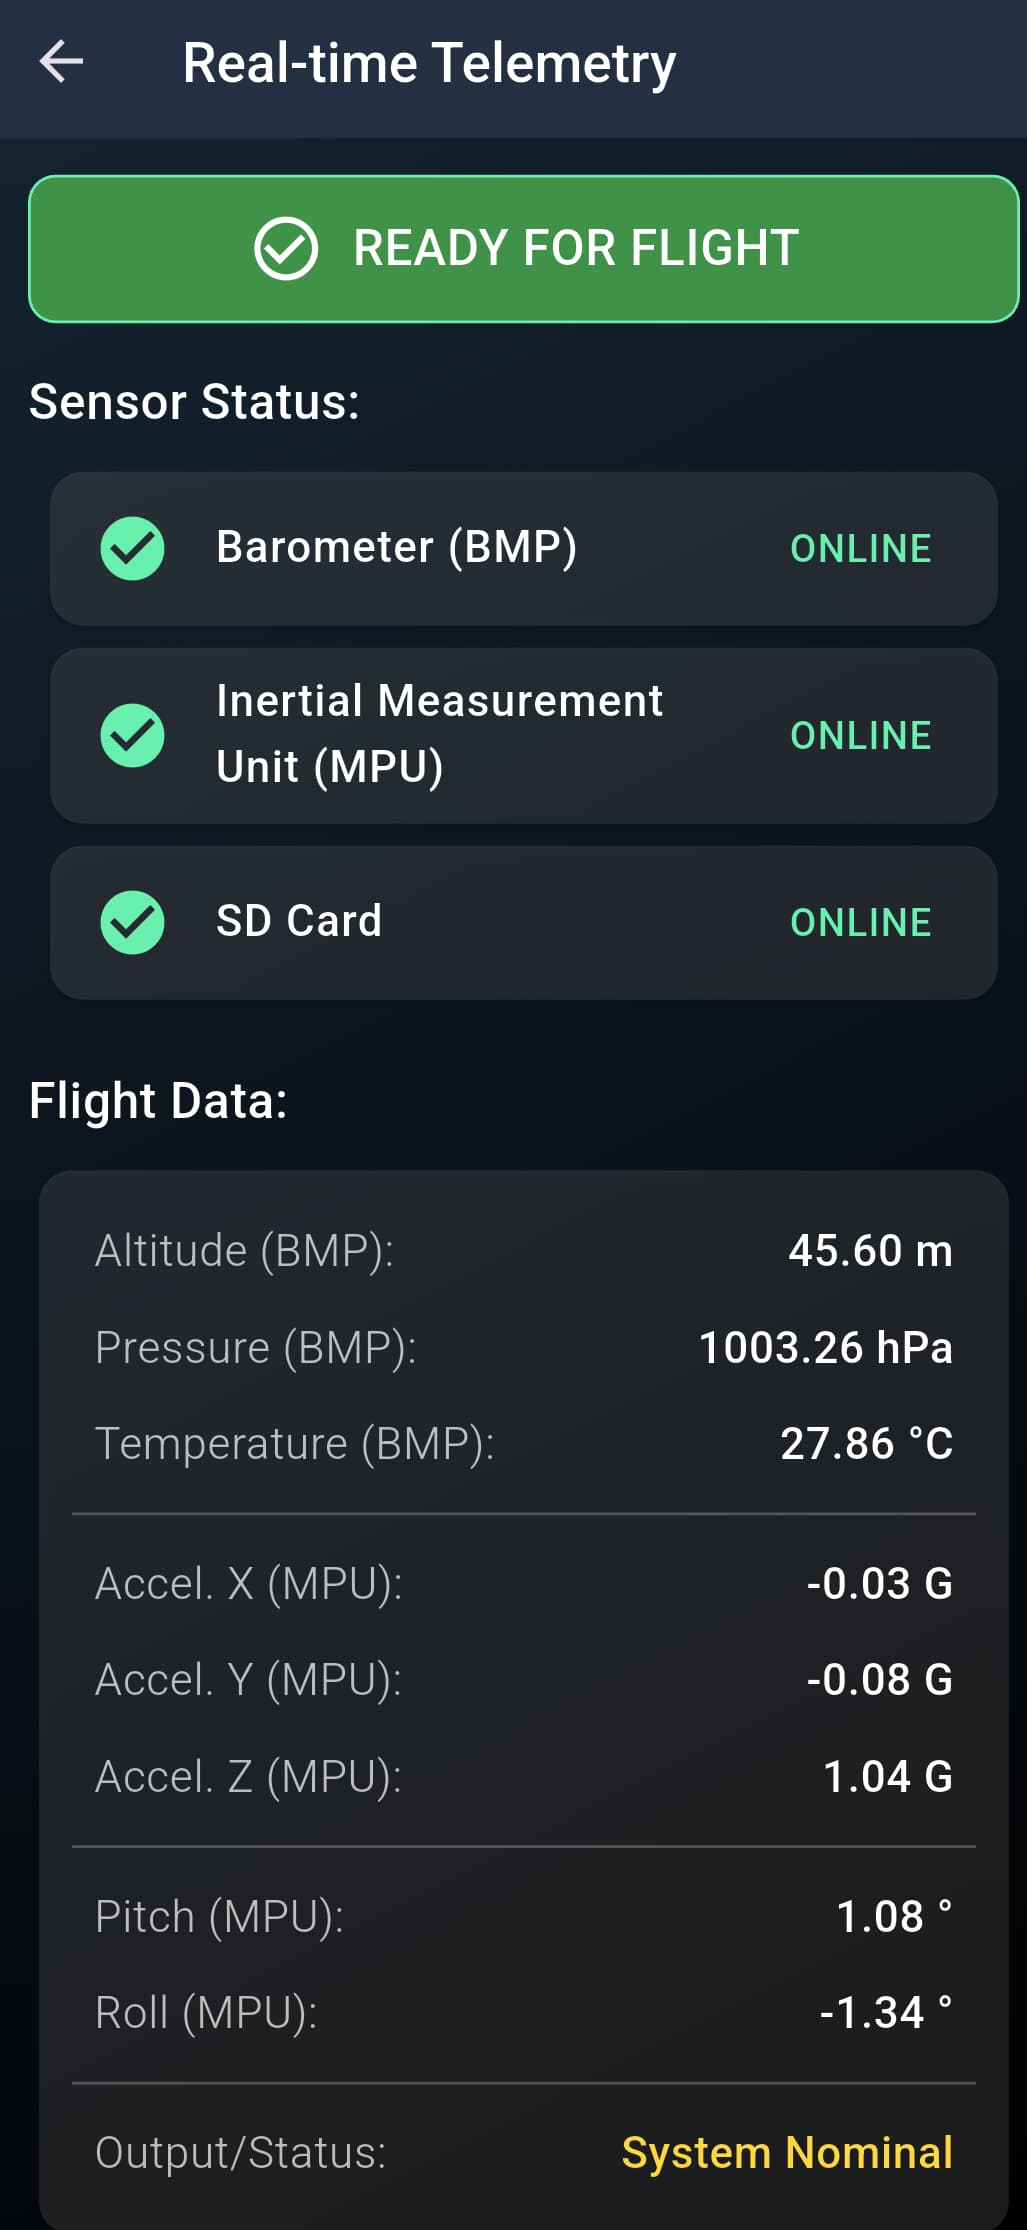 Real-time Telemetry
READY FOR FLIGHT
Sensor Status:
Barometer (BMP) ONLINE
Inertial Measurement
Unit (MPU) ONLINE
SD Card ONLINE
Flight Data:
Altitude (BMP): 45.60 m
Pressure (BMP): 1003.26 hPa
Temperature (BMP): 27.86 °C
Accel. X (MPU): -0.03 G
Accel. Y (MPU): -0.08 G
Accel. Z (MPU): 1.04 G
Pitch (MPU): 1.08 °
Roll (MPU): -1.34 °
Output/Status: System Nominal